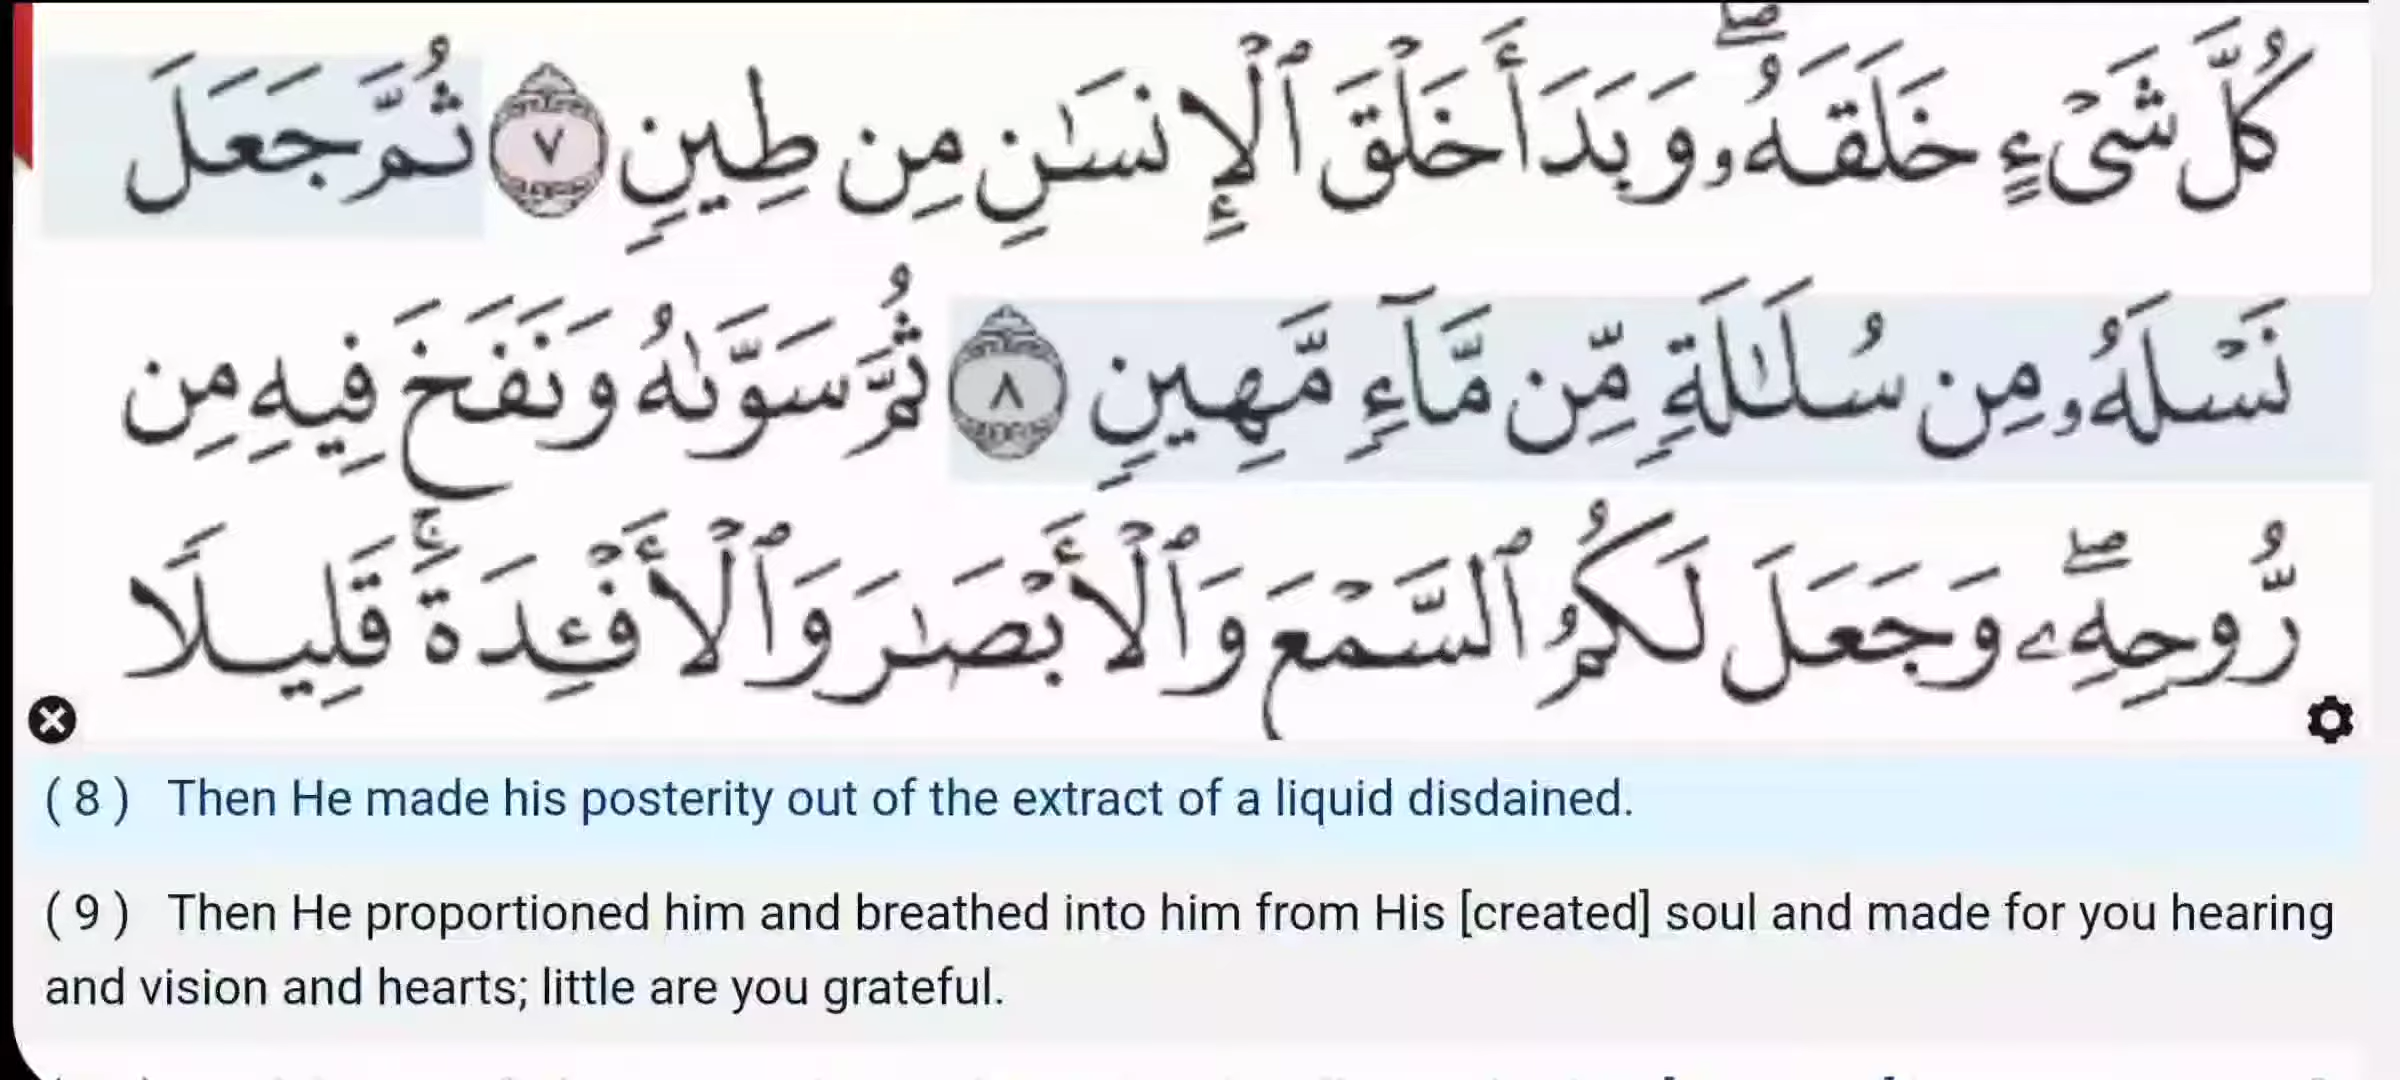 كُلَّ شَىْءٍ خَلَقَهُۥ ۖ وَبَدَأَ خَلْقَ ٱلْإِنسَٰنِ مِن طِينٍ ٧ ثُمَّ جَعَلَ
نَسْلَهُۥ مِن سُلَٰلَةٍ مِّن مَّآءٍ مَّهِينٍ ٨ ثُمَّ سَوَّىٰهُ وَنَفَخَ فِيهِ مِن
رُّوحِهِۦ ۖ وَجَعَلَ لَكُمُ ٱلسَّمْعَ وَٱلْأَبْصَٰرَ وَٱلْأَفْـِٔدَةَ ۚ قَلِيلًا
( 8 ) Then He made his posterity out of the extract of a liquid disdained.
( 9 ) Then He proportioned him and breathed into him from His [created] soul and made for you hearing
and vision and hearts; little are you grateful.